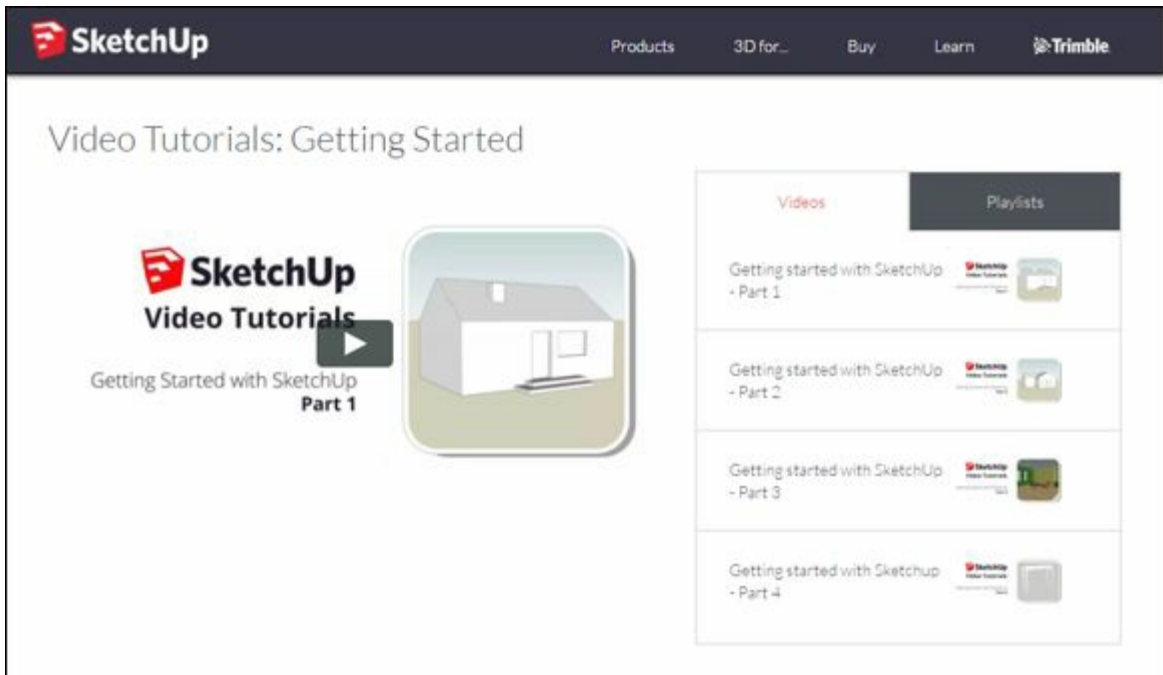 SketchUp
Products 3D for... Buy Learn Trimble
Video Tutorials: Getting Started
SketchUp
Video Tutorials
Getting Started with SketchUp
Part 1
Videos Playlists
Getting started with SketchUp
- Part 1
Getting started with SketchUp
- Part 2
Getting started with SketchUp
- Part 3
Getting started with Sketchup
- Part 4